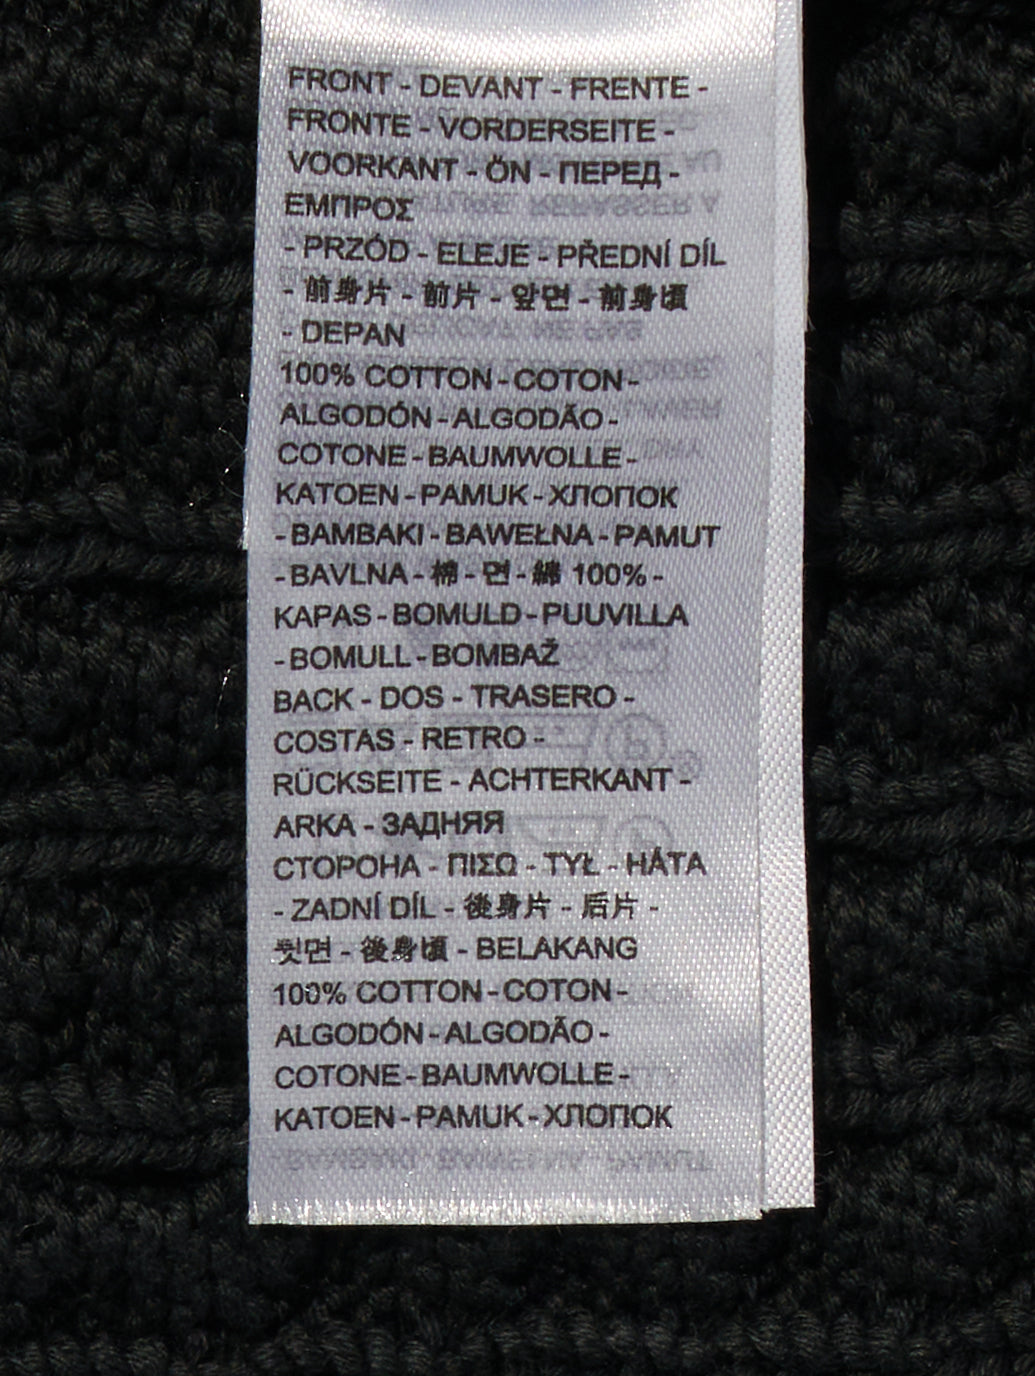 FRONT - DEVANT - FRENTE -
FRONTE - VORDERSEITE -
VOORKANT - ÖN - ПЕРЕД -
ΕΜΠΡΟΣ
- PRZÓD - ELEJE - PŘEDNÍ DÍL
- 前身片 - 前片 - 앞면 - 前身頃
- DEPAN
100% COTTON - COTON -
ALGODÓN - ALGODÃO -
COTONE - BAUMWOLLE -
KATOEN - PAMUK - ХЛОПОК
- BAMBAKI - BAWEŁNA - PAMUT
- BAVLNA - 棉 - 면 - 綿 100% -
KAPAS - BOMULD - PUUVILLA
- BOMULL - BOMBAŽ
BACK - DOS - TRASERO -
COSTAS - RETRO -
RÜCKSEITE - ACHTERKANT -
ARKA - ЗАДНЯЯ
СТОРОНА - ΠΙΣΩ - TYŁ - HÁTA
- ZADNÍ DÍL - 後身片 - 后片 -
뒷면 - 後身頃 - BELAKANG
100% COTTON - COTON -
ALGODÓN - ALGODÃO -
COTONE - BAUMWOLLE -
KATOEN - PAMUK - ХЛОПОК